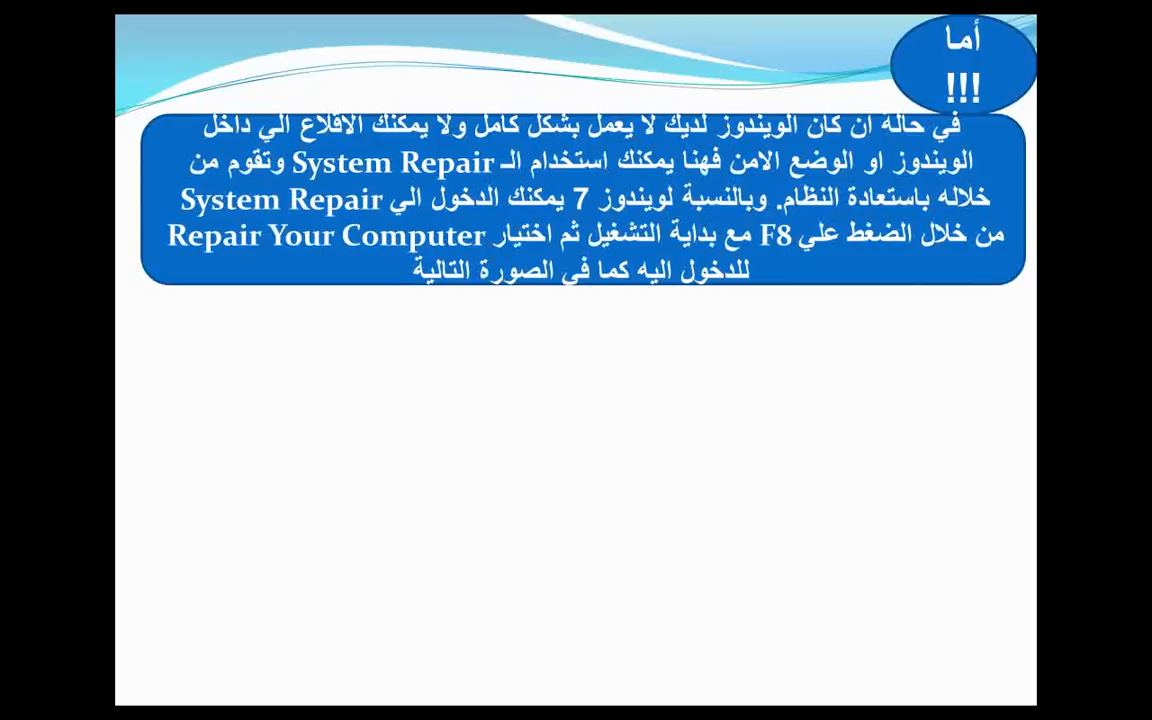 أما
!!!
في حاله ان كان الويندوز لديك لا يعمل بشكل كامل ولا يمكنك الاقلاع الي داخل
الويندوز او الوضع الامن فهنا يمكنك استخدام الـ System Repair وتقوم من
خلاله باستعادة النظام. وبالنسبة لويندوز 7 يمكنك الدخول الي System Repair
من خلال الضغط علي F8 مع بداية التشغيل ثم اختيار Repair Your Computer
للدخول اليه كما في الصورة التالية